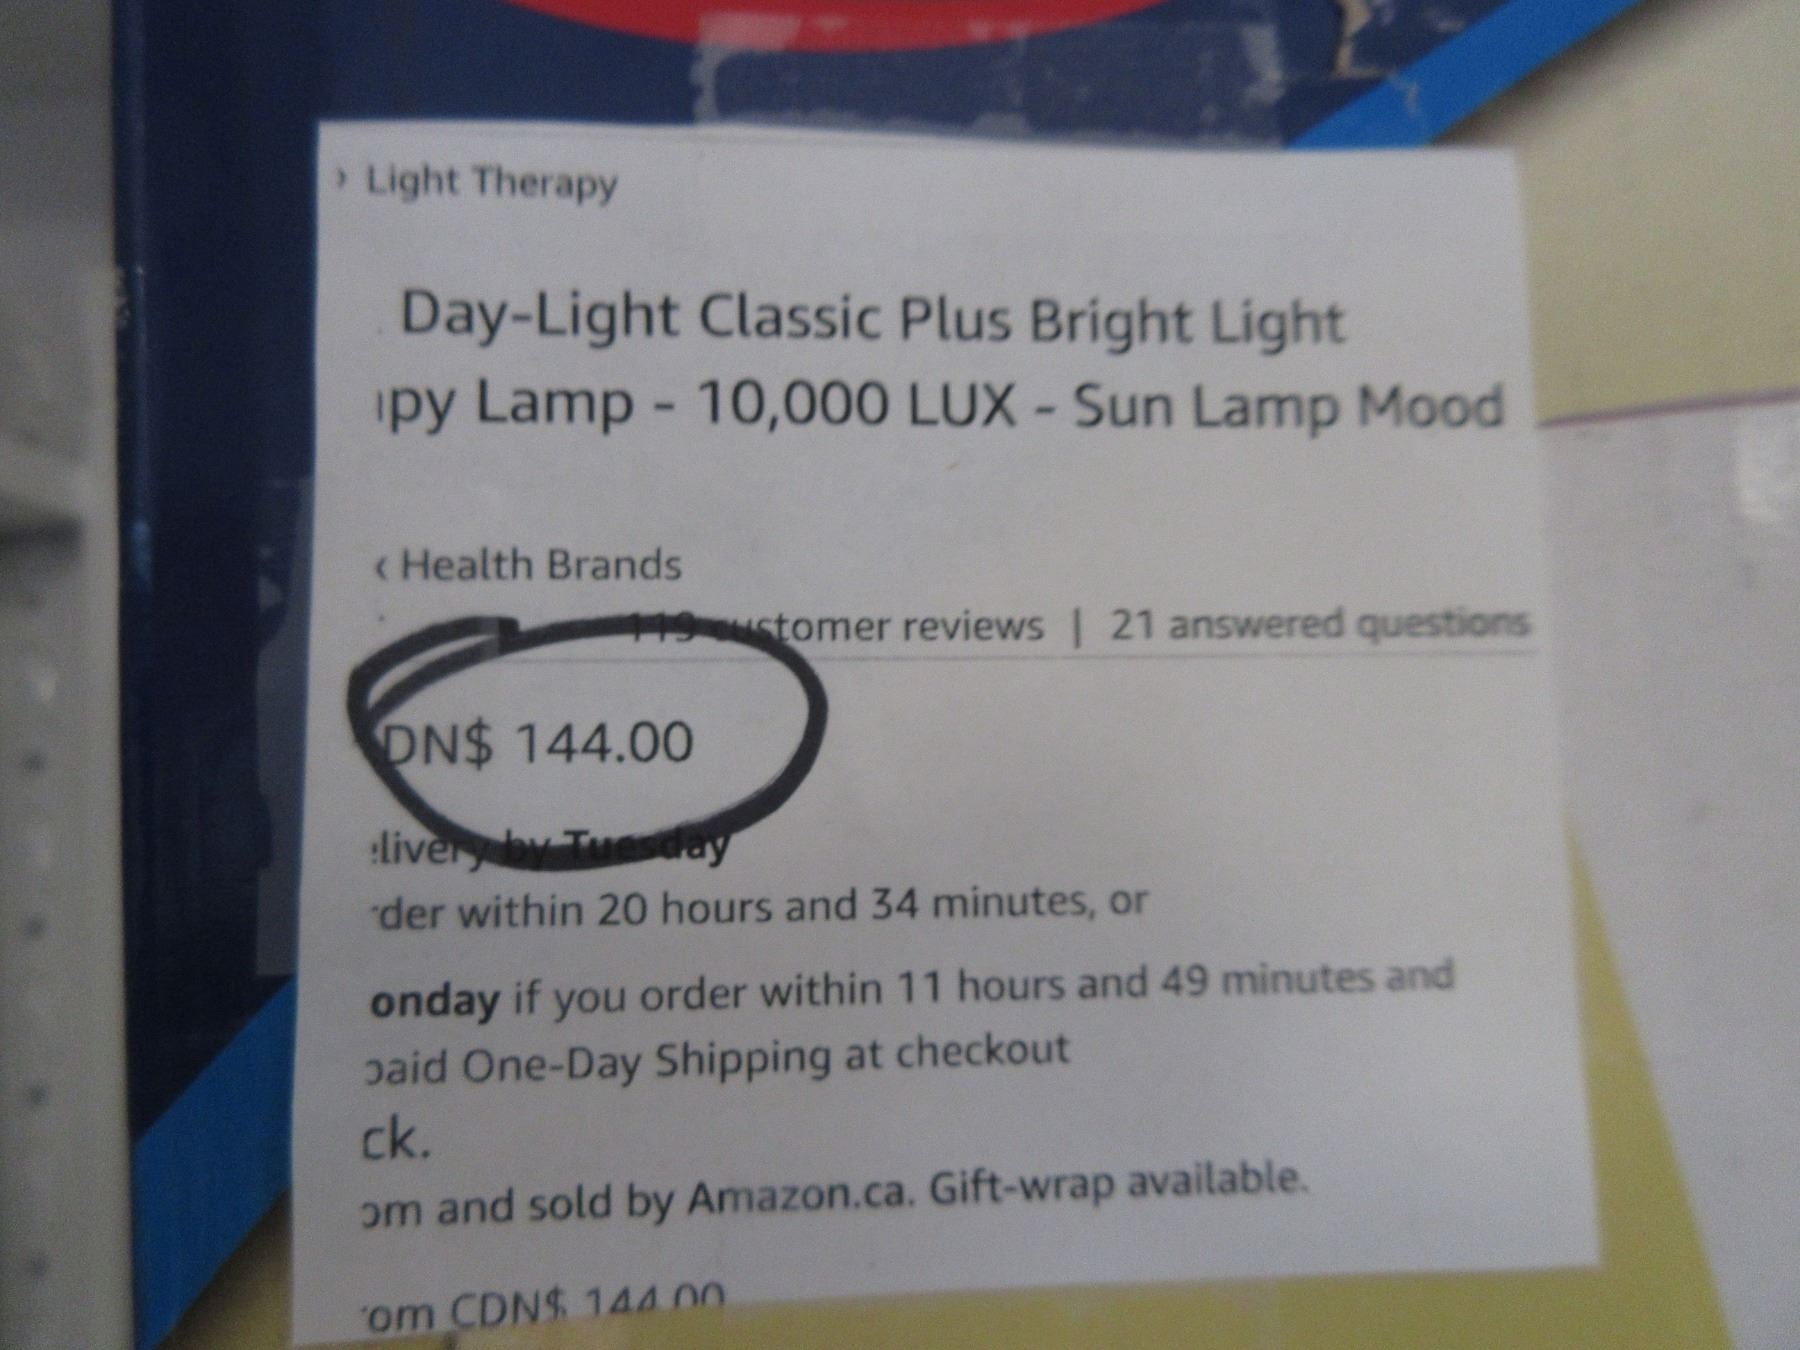 › Light Therapy
Day-Light Classic Plus Bright Light
py Lamp - 10,000 LUX - Sun Lamp Mood
‹ Health Brands
119 customer reviews | 21 answered questions
DN$ 144.00
livery by Tuesday
der within 20 hours and 34 minutes, or
onday if you order within 11 hours and 49 minutes and
paid One-Day Shipping at checkout
ck.
om and sold by Amazon.ca. Gift-wrap available.
om CDN$ 144.00